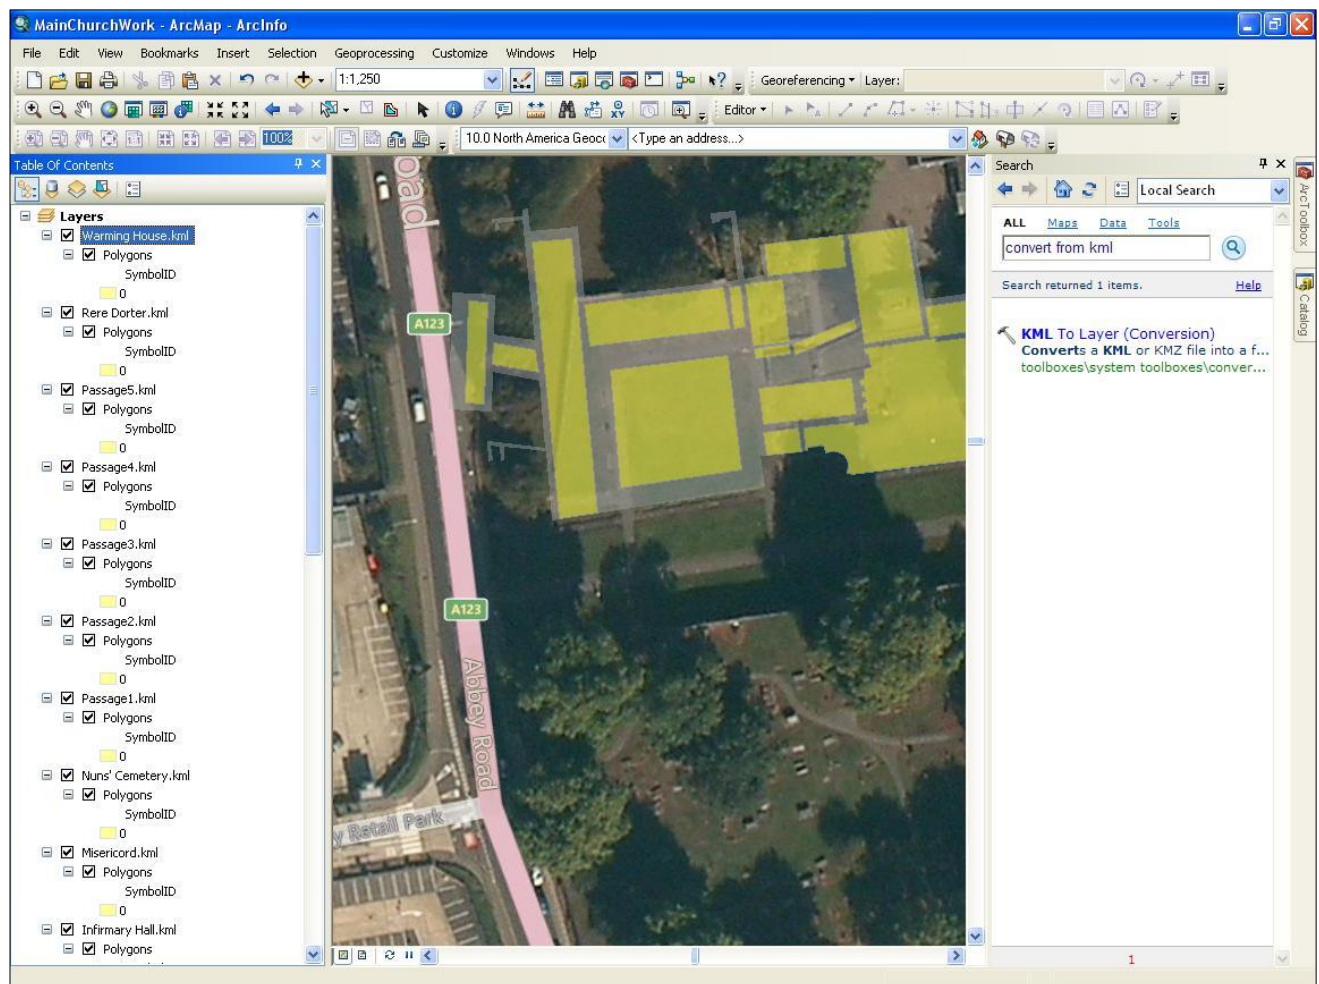 MainChurchWork - ArcMap - ArcInfo
File Edit View Bookmarks Insert Selection Geoprocessing Customize Windows Help
1:1,250 Georeferencing Layer:
Editor
100% 10.0 North America Geoc <Type an address...>
Table Of Contents
Layers
Warming House.kml
Polygons
SymbolID
0
Rere Dorter.kml
Polygons
SymbolID
0
Passage5.kml
Polygons
SymbolID
0
Passage4.kml
Polygons
SymbolID
0
Passage3.kml
Polygons
SymbolID
0
Passage2.kml
Polygons
SymbolID
0
Passage1.kml
Polygons
SymbolID
0
Nuns' Cemetery.kml
Polygons
SymbolID
0
Misericord.kml
Polygons
SymbolID
0
Infirmary Hall.kml
Polygons
oad
A123
A123
Abbey Road
y Retail Park
Search
Local Search
ALL Maps Data Tools
convert from kml
Search returned 1 items. Help
KML To Layer (Conversion)
Converts a KML or KMZ file into a f...
toolboxes\system toolboxes\conver...
1
ArcToolbox
Catalog